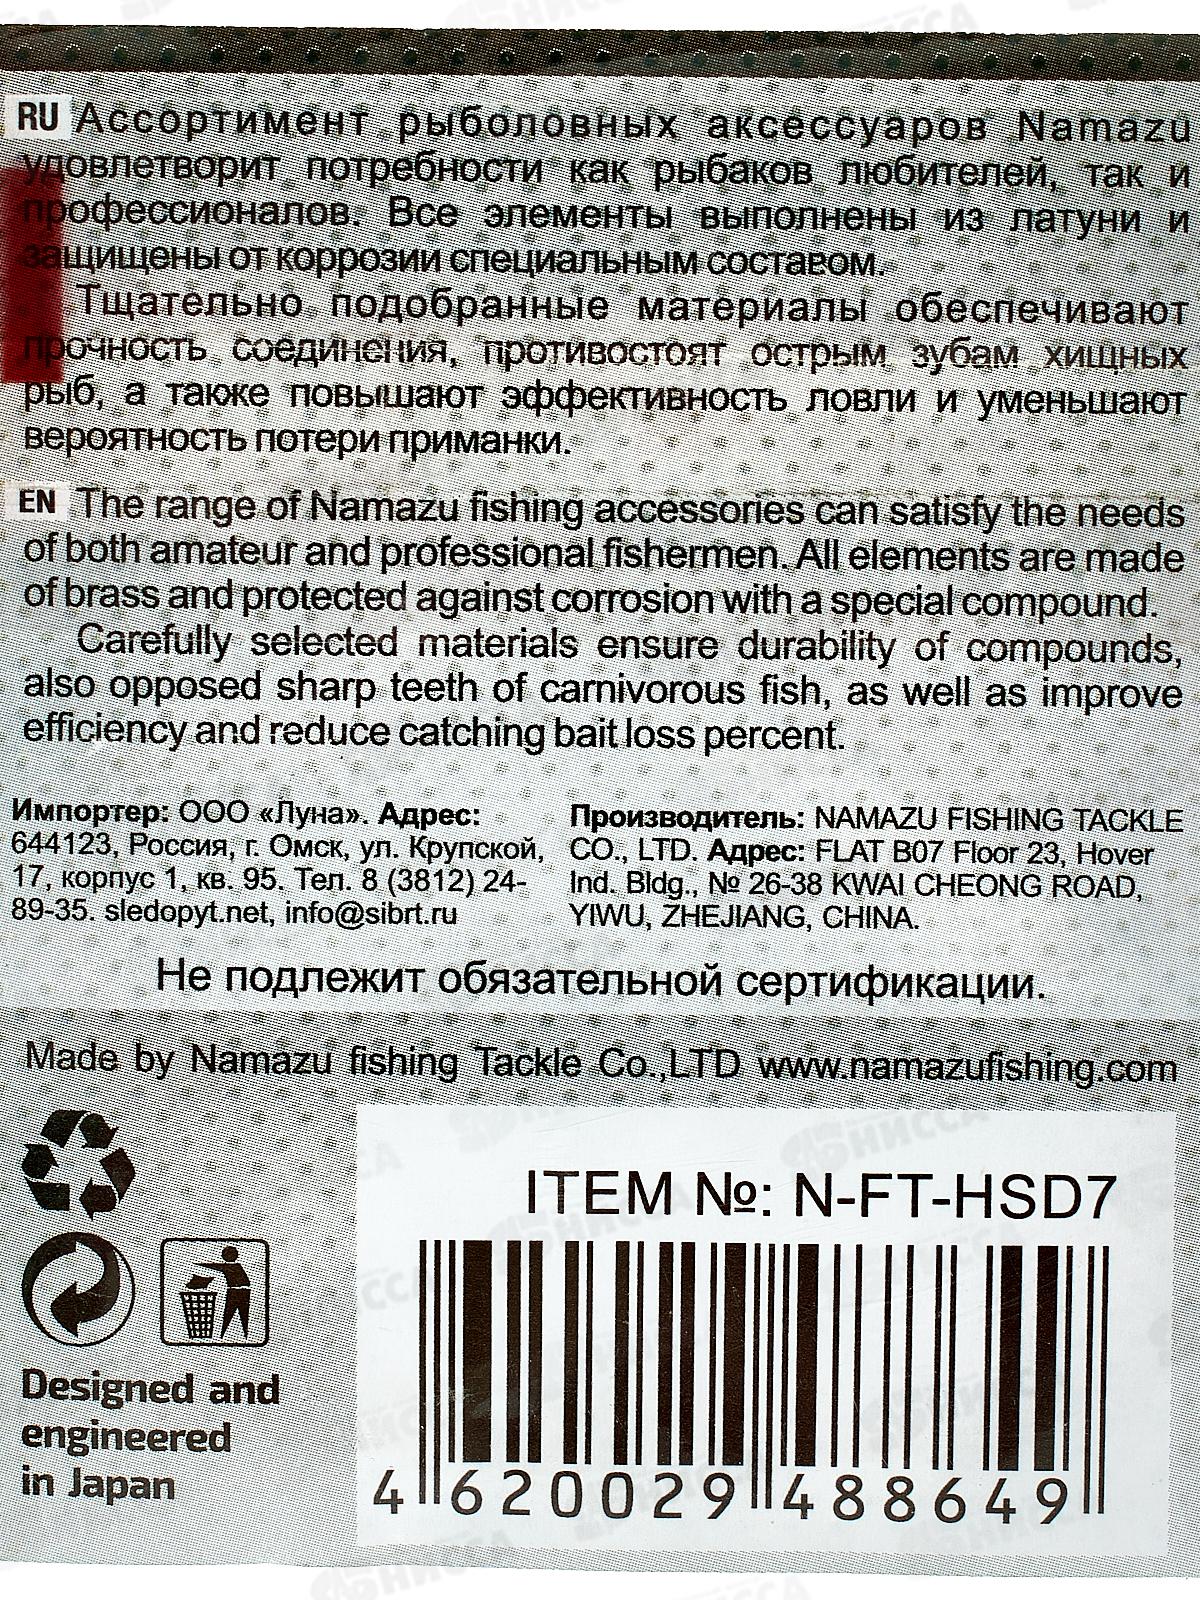 RU Ассортимент рыболовных аксессуаров Namazu
удовлетворит потребности как рыбаков любителей, так и
профессионалов. Все элементы выполнены из латуни и
защищены от коррозии специальным составом.
Тщательно подобранные материалы обеспечивают
прочность соединения, противостоят острым зубам хищных
рыб, а также повышают эффективность ловли и уменьшают
вероятность потери приманки.
EN The range of Namazu fishing accessories can satisfy the needs
of both amateur and professional fishermen. All elements are made
of brass and protected against corrosion with a special compound.
Carefully selected materials ensure durability of compounds,
also opposed sharp teeth of carnivorous fish, as well as improve
efficiency and reduce catching bait loss percent.
Импортер: ООО «Луна». Адрес:
644123, Россия, г. Омск, ул. Крупской,
17, корпус 1, кв. 95. Тел. 8 (3812) 24-
89-35. sledopyt.net, info@sibrt.ru
Производитель: NAMAZU FISHING TACKLE
CO., LTD. Адрес: FLAT B07 Floor 23, Hover
Ind. Bldg., № 26-38 KWAI CHEONG ROAD,
YIWU, ZHEJIANG, CHINA.
Не подлежит обязательной сертификации.
Made by Namazu fishing Tackle Co.,LTD www.namazufishing.com
ITEM №: N-FT-HSD7
4 620029 488649
Designed and
engineered
in Japan